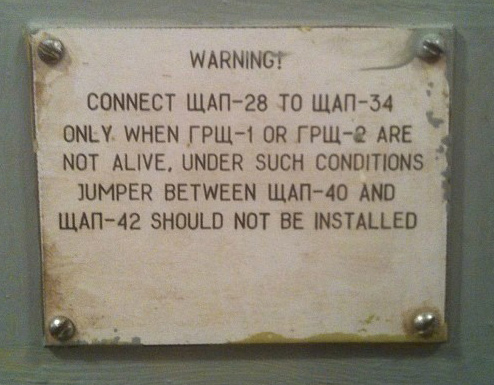 WARNING!
CONNECT ЩАП-28 TO ЩАП-34
ONLY WHEN ГРЩ-1 OR ГРЩ-2 ARE
NOT ALIVE, UNDER SUCH CONDITIONS
JUMPER BETWEEN ЩАП-40 AND
ЩАП-42 SHOULD NOT BE INSTALLED